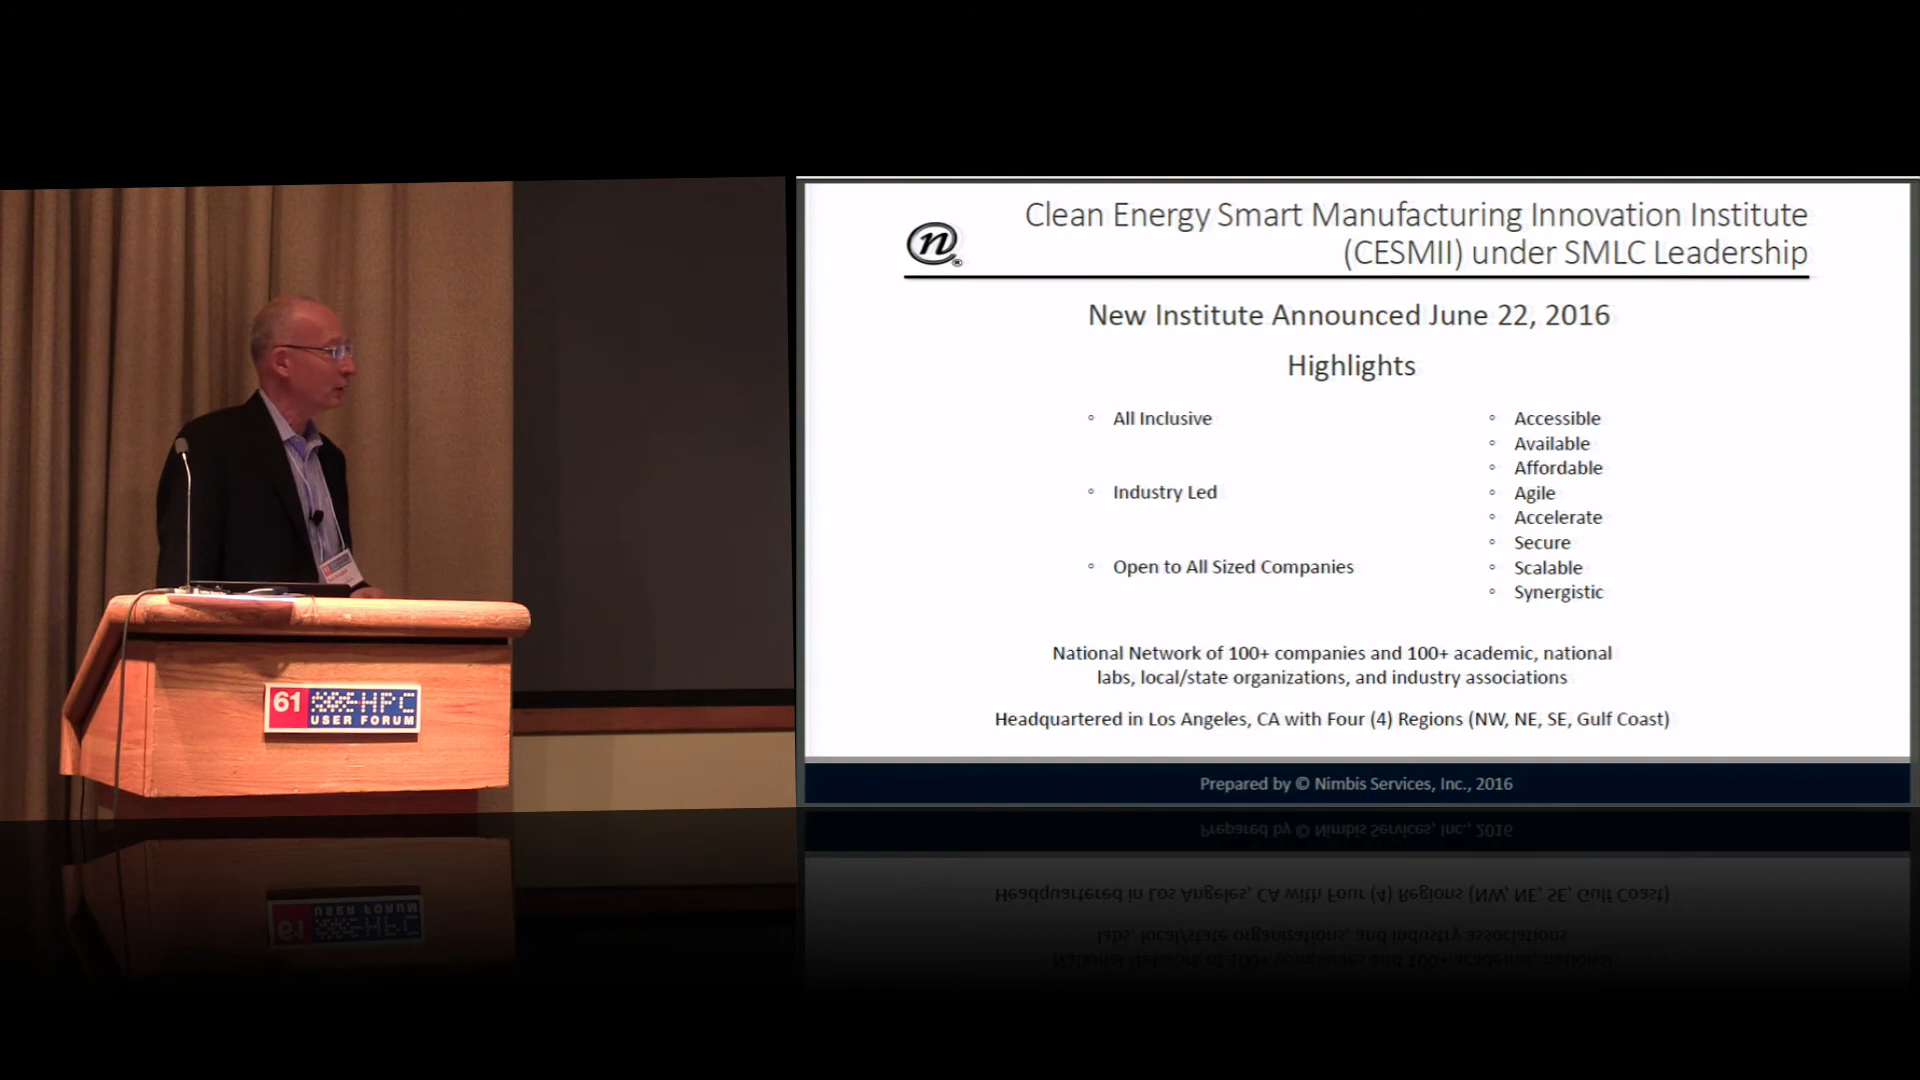 Clean Energy Smart Manufacturing Innovation Institute
(CESMII) under SMLC Leadership
n
®
New Institute Announced June 22, 2016
Highlights
◦ All Inclusive
◦ Industry Led
◦ Open to All Sized Companies
◦ Accessible
◦ Available
◦ Affordable
◦ Agile
◦ Accelerate
◦ Secure
◦ Scalable
◦ Synergistic
National Network of 100+ companies and 100+ academic, national
labs, local/state organizations, and industry associations
Headquartered in Los Angeles, CA with Four (4) Regions (NW, NE, SE, Gulf Coast)
Prepared by © Nimbis Services, Inc., 2016
61 HPC
USER FORUM